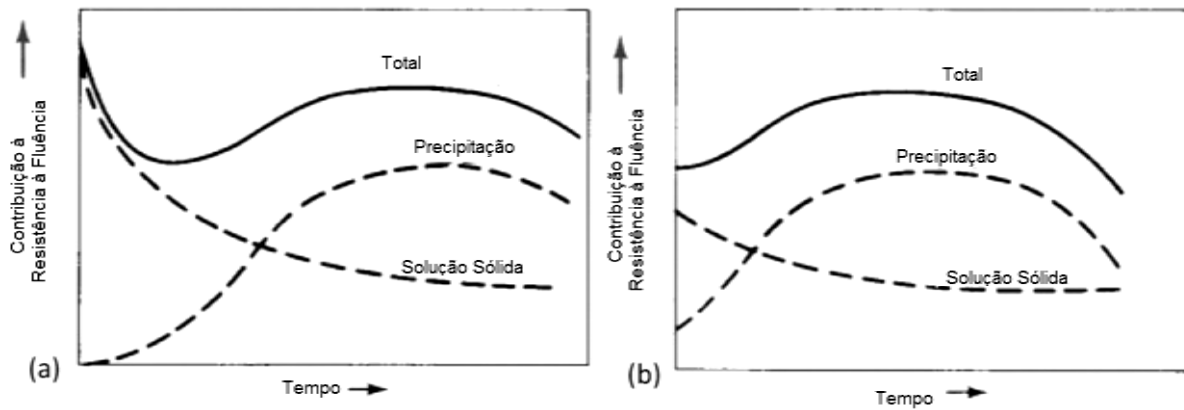 Contribuição à
Resistência à Fluência
Total
Precipitação
Solução Sólida
(a)
Tempo
Contribuição à
Resistência à Fluência
Total
Precipitação
Solução Sólida
(b)
Tempo